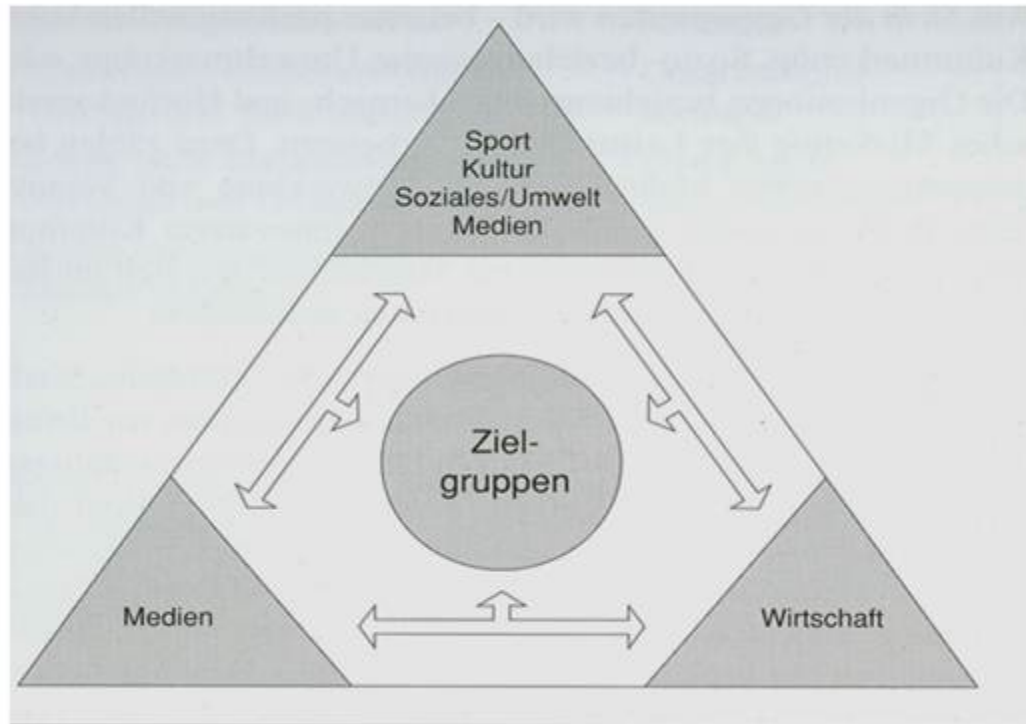 Sport
Kultur
Soziales/Umwelt
Medien
Ziel-
gruppen
Medien
Wirtschaft